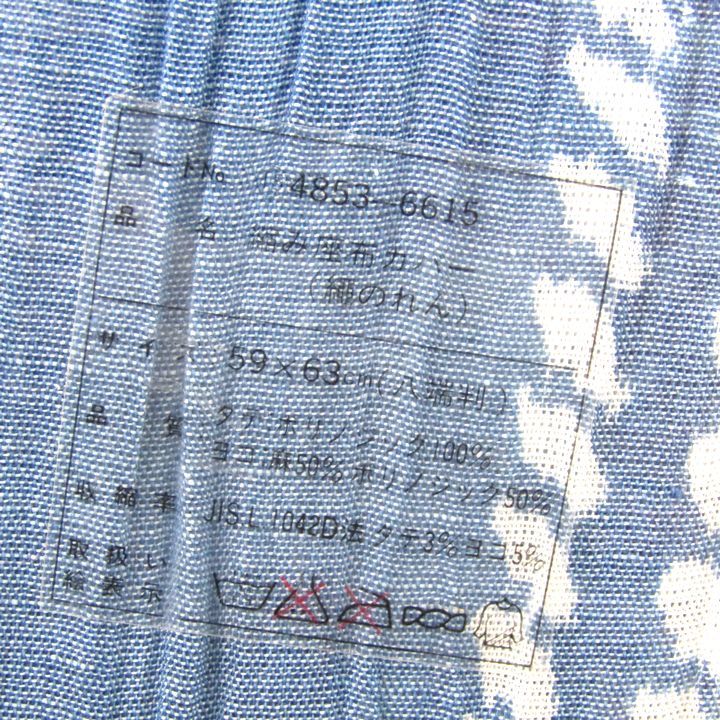 コードNo. 4853-6615
品名 縮み座布カバー
(繩のれん)
サイズ 59×63cm(八端判)
品質 タテ:ポリノジック100%
ヨコ:麻50% ポリノジック50%
収縮率 JIS.L.1042D法 タテ3% ヨコ5%
取扱い
絵表示